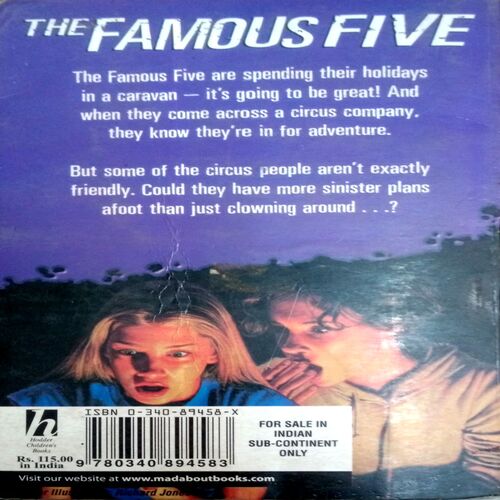 THE FAMOUS FIVE
The Famous Five are spending their holidays
in a caravan — it's going to be great! And
when they come across a circus company,
they know they're in for adventure.
But some of the circus people aren't exactly
friendly. Could they have more sinister plans
afoot than just clowning around . . .?
ISBN 0-340-89458-X
h
Hodder
Children's
Books
Rs. 115.00
in India
9 780340 894583
FOR SALE IN
INDIAN
SUB-CONTINENT
ONLY
Visit our website at www.madaboutbooks.com
Richard Jones